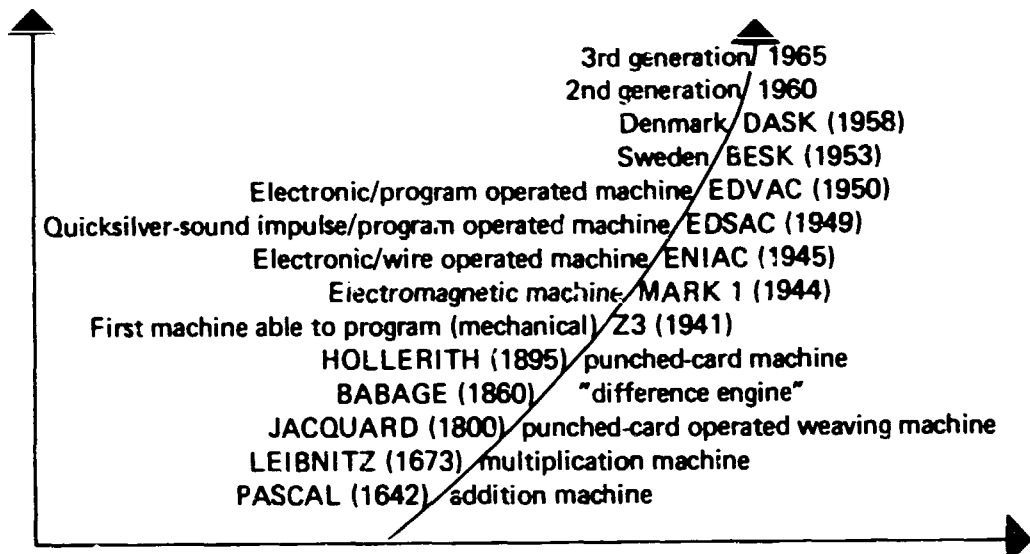 3rd generation 1965
2nd generation 1960
Denmark DASK (1958)
Sweden BESK (1953)
Electronic/program operated machine EDVAC (1950)
Quicksilver-sound impulse/program operated machine EDSAC (1949)
Electronic/wire operated machine ENIAC (1945)
Electromagnetic machine MARK 1 (1944)
First machine able to program (mechanical) Z3 (1941)
HOLLERITH (1895) punched-card machine
BABAGE (1860) "difference engine"
JACQUARD (1800) punched-card operated weaving machine
LEIBNITZ (1673) multiplication machine
PASCAL (1642) addition machine